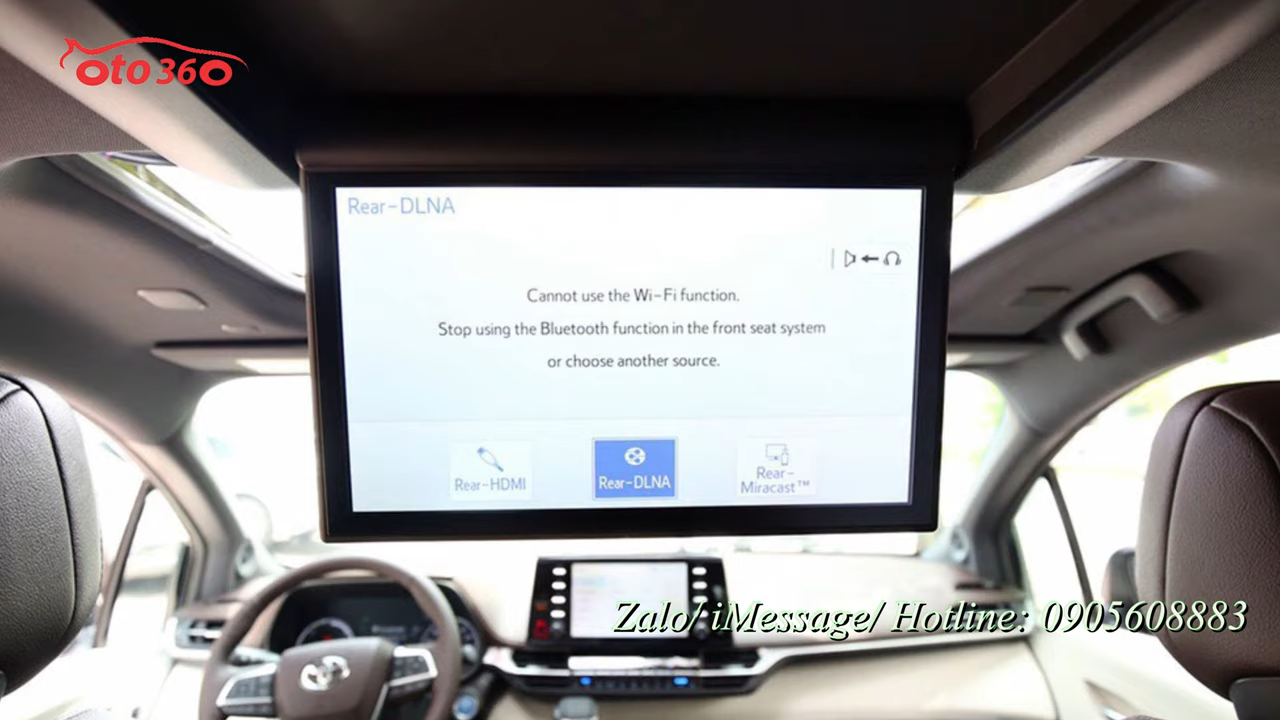 oto360
Rear-DLNA
Cannot use the Wi-Fi function.
Stop using the Bluetooth function in the front seat system
or choose another source.
Rear-HDMI
Rear-DLNA
Rear-
Miracast™
Zalo/ iMessage/ Hotline: 0905608883